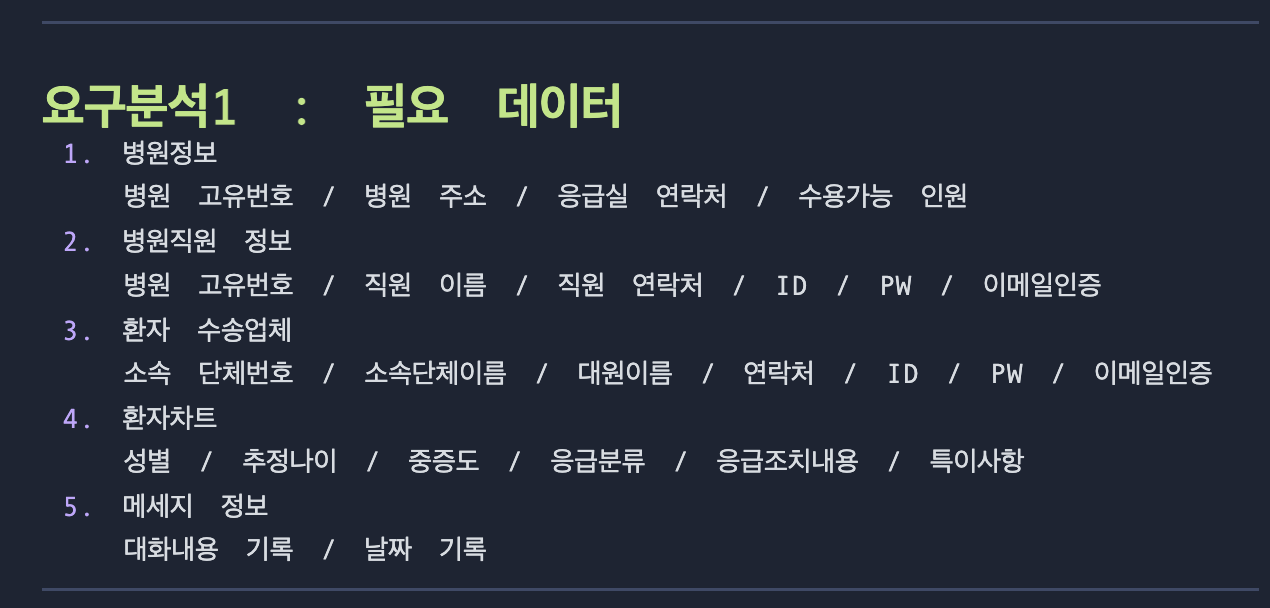 요구분석1 : 필요 데이터
1. 병원정보
병원 고유번호 / 병원 주소 / 응급실 연락처 / 수용가능 인원
2. 병원직원 정보
병원 고유번호 / 직원 이름 / 직원 연락처 / ID / PW / 이메일인증
3. 환자 수송업체
소속 단체번호 / 소속단체이름 / 대원이름 / 연락처 / ID / PW / 이메일인증
4. 환자차트
성별 / 추정나이 / 중증도 / 응급분류 / 응급조치내용 / 특이사항
5. 메세지 정보
대화내용 기록 / 날짜 기록